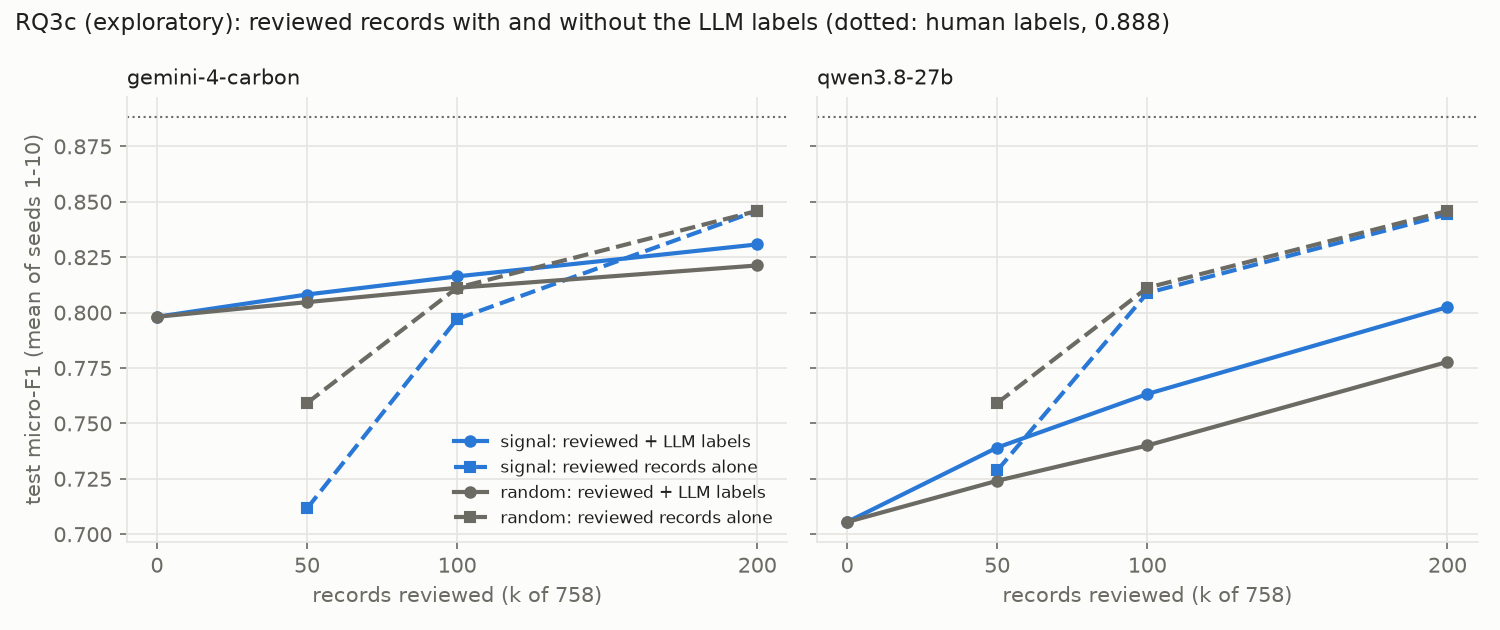 RQ3c (exploratory): reviewed records with and without the LLM labels (dotted: human labels, 0.888)
gemini-4-carbon
qwen3.8-27b
test micro-F1 (mean of seeds 1-10)
0.875
0.850
0.825
0.800
0.775
0.750
0.725
0.700
signal: reviewed + LLM labels
signal: reviewed records alone
random: reviewed + LLM labels
random: reviewed records alone
0 50 100 200
0 50 100 200
records reviewed (k of 758)
records reviewed (k of 758)